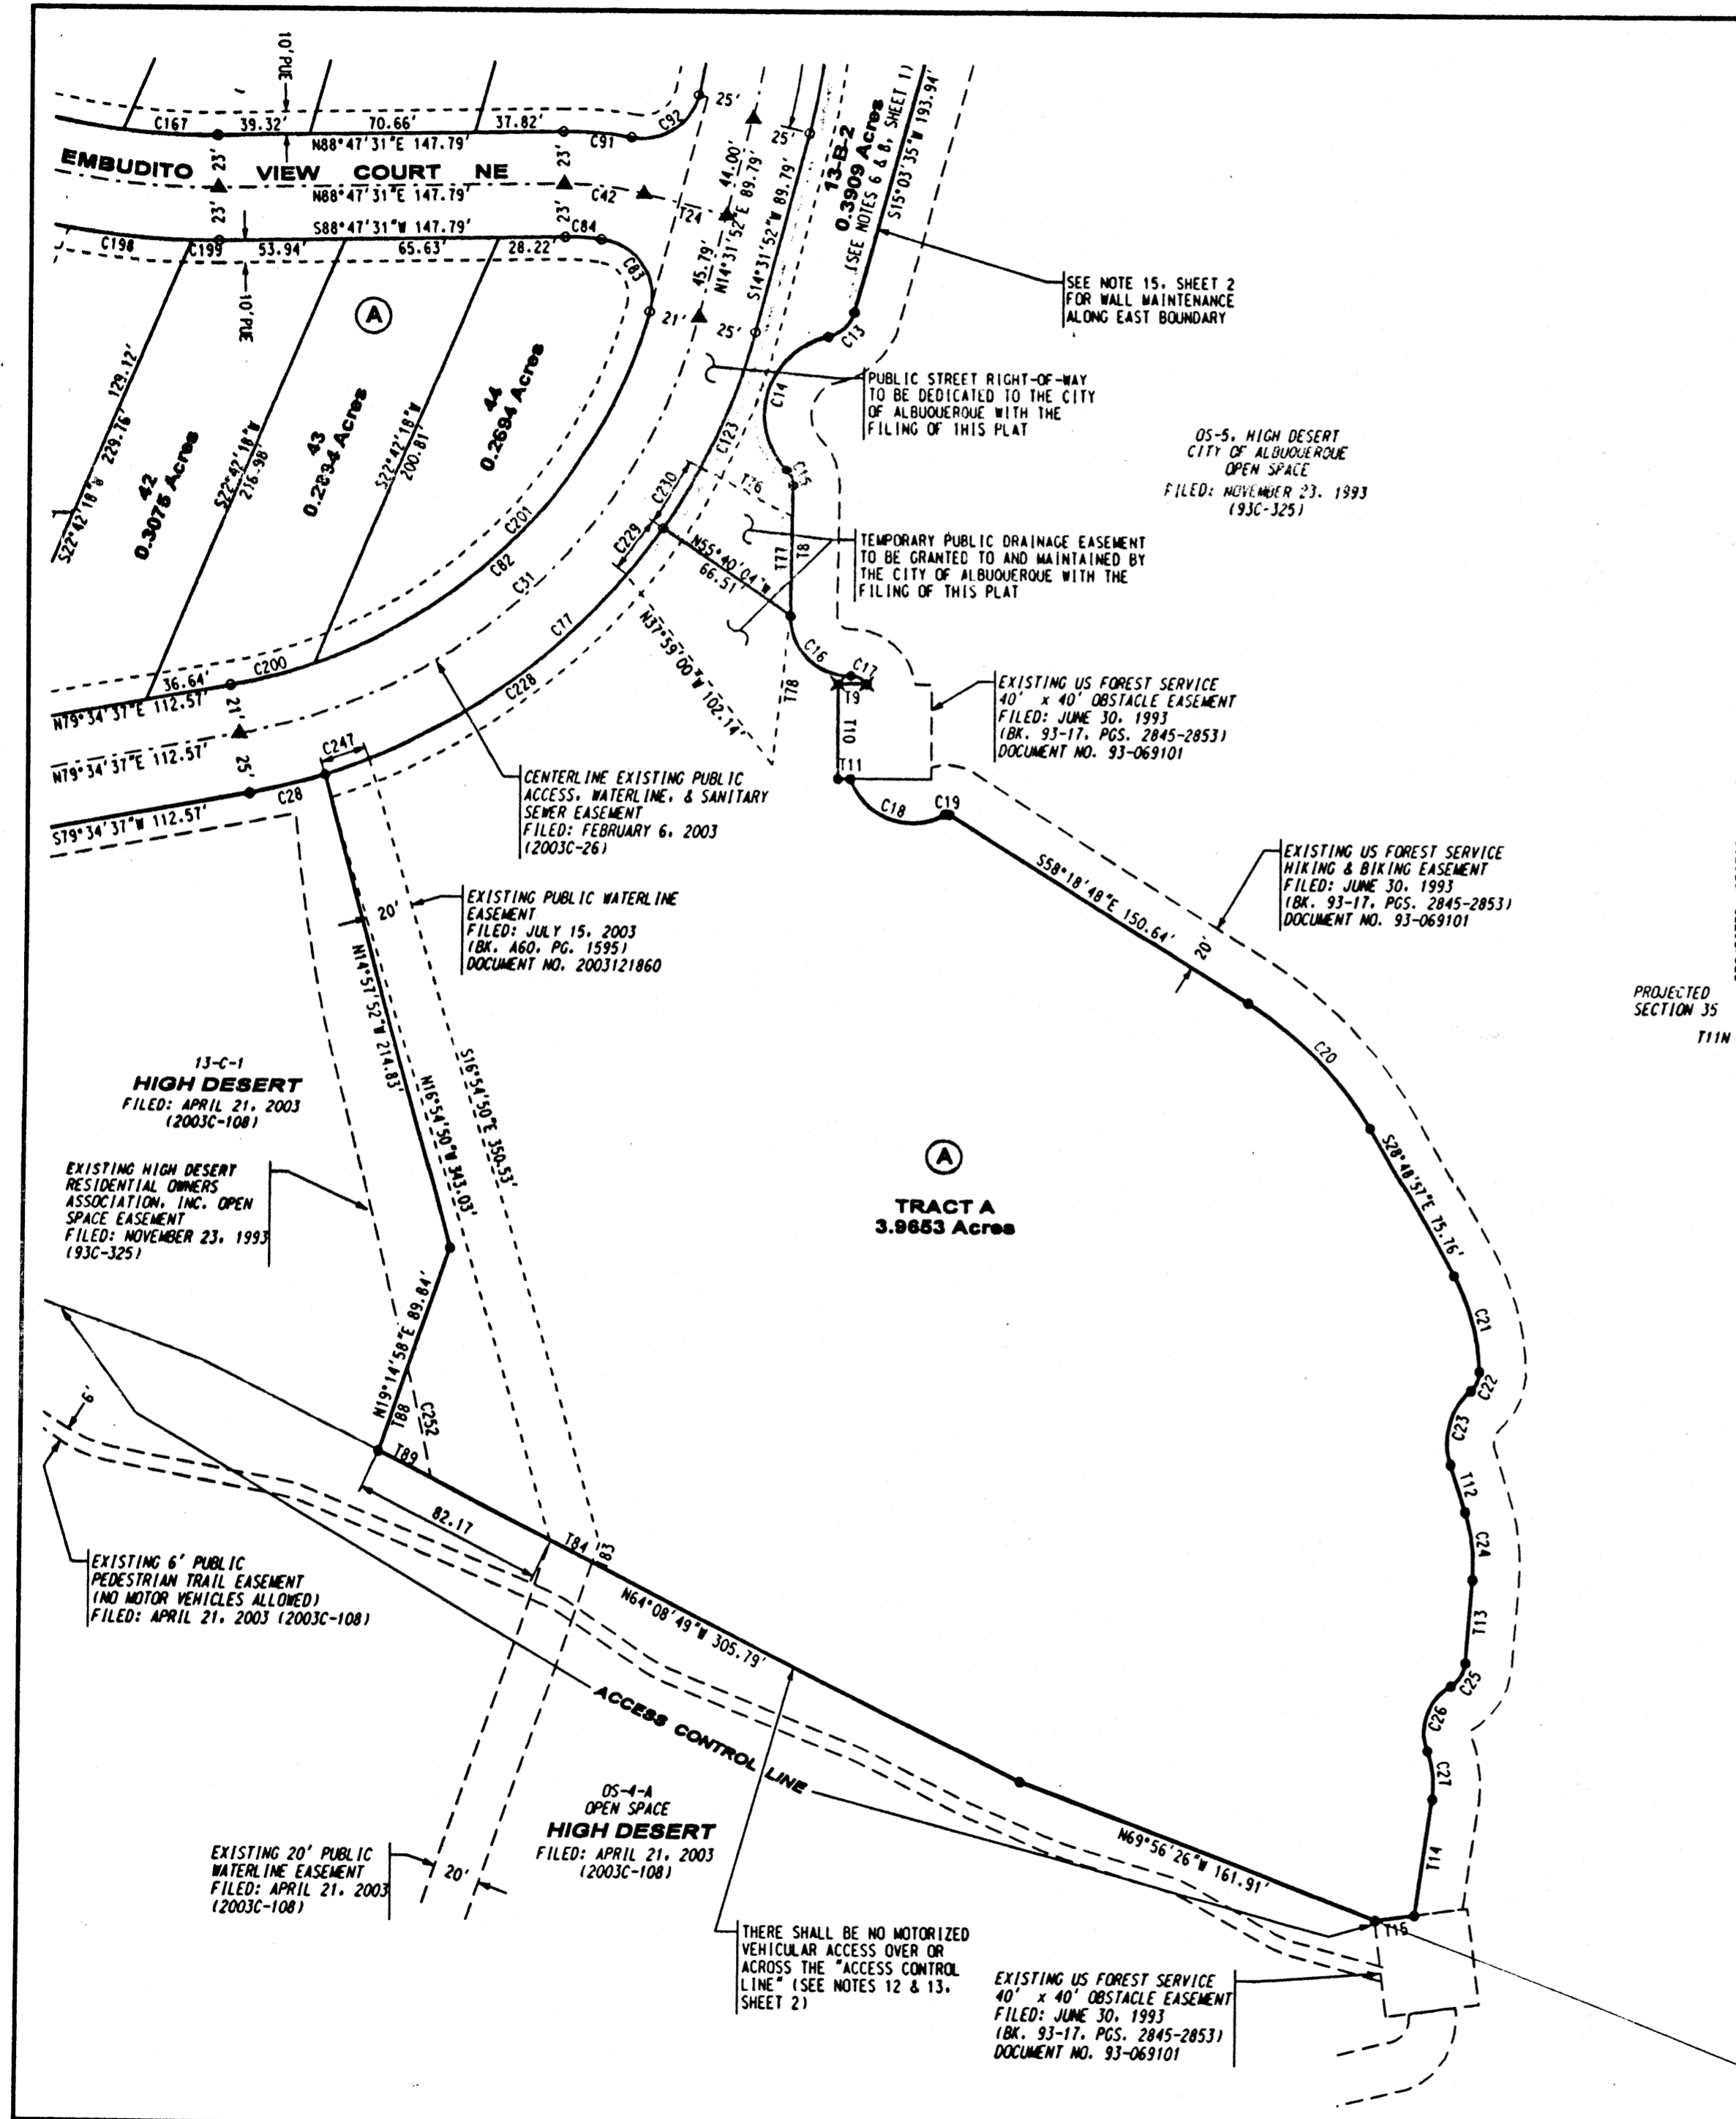 10' PUE
C167
39.32'
70.66'
37.82'
C91
C92
25'
N88°47'31"E 147.79'
EMBUDITO VIEW COURT NE
23'
23'
N88°47'31"E 147.79'
C42
T24
23'
23'
S88°47'31"W 147.79'
C198
C199
53.94'
65.63'
28.22'
C84
C83
10' PUE
A
21'
25'
25'
44.00'
45.79'
N14°31'52"E 89.79'
S14°31'52"W 89.79'
13-B-2
0.3909 Acres
(SEE NOTES 6 & 8, SHEET 1)
S15°03'35"W 193.94'
SEE NOTE 15, SHEET 2
FOR WALL MAINTENANCE
ALONG EAST BOUNDARY
C13
C14
C15
PUBLIC STREET RIGHT-OF-WAY
TO BE DEDICATED TO THE CITY
OF ALBUQUERQUE WITH THE
FILING OF THIS PLAT
OS-5, HIGH DESERT
CITY OF ALBUQUERQUE
OPEN SPACE
FILED: NOVEMBER 23, 1993
(93C-325)
129.12'
S22°42'18"W 229.76'
42
0.3075 Acres
S22°42'18"W
216.98'
43
0.2894 Acres
S22°42'18"W
200.81'
44
0.2694 Acres
C123
C230
C229
T76
T77
T8
N55°40'04"W
66.51'
C201
C82
C31
C77
C228
N37°59'00"W 102.14'
T78
TEMPORARY PUBLIC DRAINAGE EASEMENT
TO BE GRANTED TO AND MAINTAINED BY
THE CITY OF ALBUQUERQUE WITH THE
FILING OF THIS PLAT
C16
C17
T9
T10
T11
C18
C19
EXISTING US FOREST SERVICE
40' x 40' OBSTACLE EASEMENT
FILED: JUNE 30, 1993
(BK. 93-17, PGS. 2845-2853)
DOCUMENT NO. 93-069101
36.64'
C200
N79°34'37"E 112.57'
21'
N79°34'37"E 112.57'
25'
C247
C28
S79°34'37"W 112.57'
CENTERLINE EXISTING PUBLIC
ACCESS, WATERLINE, & SANITARY
SEWER EASEMENT
FILED: FEBRUARY 6, 2003
(2003C-26)
EXISTING US FOREST SERVICE
HIKING & BIKING EASEMENT
FILED: JUNE 30, 1993
(BK. 93-17, PGS. 2845-2853)
DOCUMENT NO. 93-069101
S58°18'48"E 150.64'
20'
20'
EXISTING PUBLIC WATERLINE
EASEMENT
FILED: JULY 15, 2003
(BK. A60, PG. 1595)
DOCUMENT NO. 2003121860
PROJECTED
SECTION 35
T11N
N14°57'52"W 214.83'
N16°54'50"W 343.03'
S16°54'50"E 350.53'
C20
S28°48'57"E 75.76'
13-C-1
HIGH DESERT
FILED: APRIL 21, 2003
(2003C-108)
EXISTING HIGH DESERT
RESIDENTIAL OWNERS
ASSOCIATION, INC. OPEN
SPACE EASEMENT
FILED: NOVEMBER 23, 1993
(93C-325)
A
TRACT A
3.9653 Acres
N19°14'58"E 89.84'
T88
C252
T89
C21
C22
C23
T12
C24
T13
C25
C26
C27
T14
T15
6'
82.17
T84
T83
N64°08'49"W 305.79'
EXISTING 6' PUBLIC
PEDESTRIAN TRAIL EASEMENT
(NO MOTOR VEHICLES ALLOWED)
FILED: APRIL 21, 2003 (2003C-108)
ACCESS CONTROL LINE
N69°56'26"W 161.91'
OS-4-A
OPEN SPACE
HIGH DESERT
FILED: APRIL 21, 2003
(2003C-108)
EXISTING 20' PUBLIC
WATERLINE EASEMENT
FILED: APRIL 21, 2003
(2003C-108)
20'
THERE SHALL BE NO MOTORIZED
VEHICULAR ACCESS OVER OR
ACROSS THE "ACCESS CONTROL
LINE" (SEE NOTES 12 & 13,
SHEET 2)
EXISTING US FOREST SERVICE
40' x 40' OBSTACLE EASEMENT
FILED: JUNE 30, 1993
(BK. 93-17, PGS. 2845-2853)
DOCUMENT NO. 93-069101